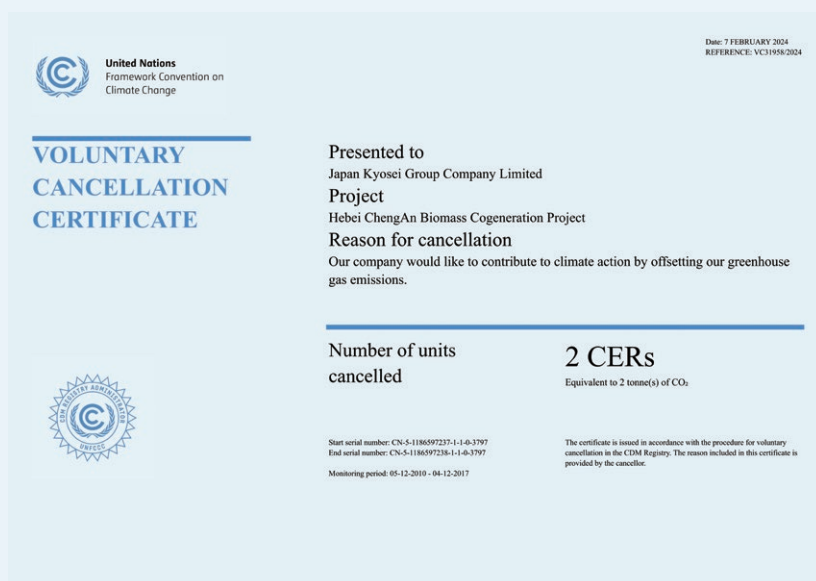 Date: 7 FEBRUARY 2024
REFERENCE: VC31958/2024
United Nations
Framework Convention on
Climate Change
VOLUNTARY
CANCELLATION
CERTIFICATE
Presented to
Japan Kyosei Group Company Limited
Project
Hebei ChengAn Biomass Cogeneration Project
Reason for cancellation
Our company would like to contribute to climate action by offsetting our greenhouse
gas emissions.
Number of units
cancelled
2 CERs
Equivalent to 2 tonne(s) of CO₂
CDM REGISTRY ADMINISTRATOR
UNFCCC
Start serial number: CN-5-1186597237-1-1-0-3797
End serial number: CN-5-1186597238-1-1-0-3797
Monitoring period: 05-12-2010 - 04-12-2017
The certificate is issued in accordance with the procedure for voluntary
cancellation in the CDM Registry. The reason included in this certificate is
provided by the cancellor.